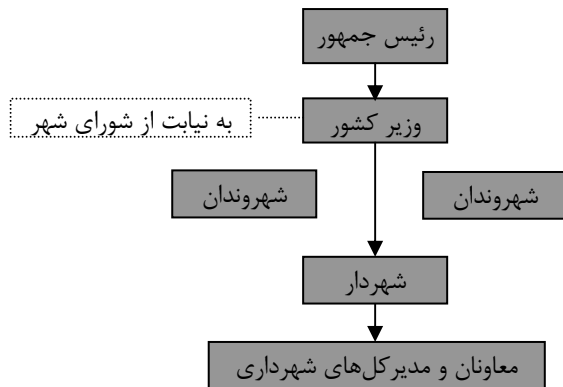 رئیس جمهور
وزیر کشور
به نیابت از شورای شهر
شهروندان
شهروندان
شهردار
معاونان و مدیرکل‌های شهرداری